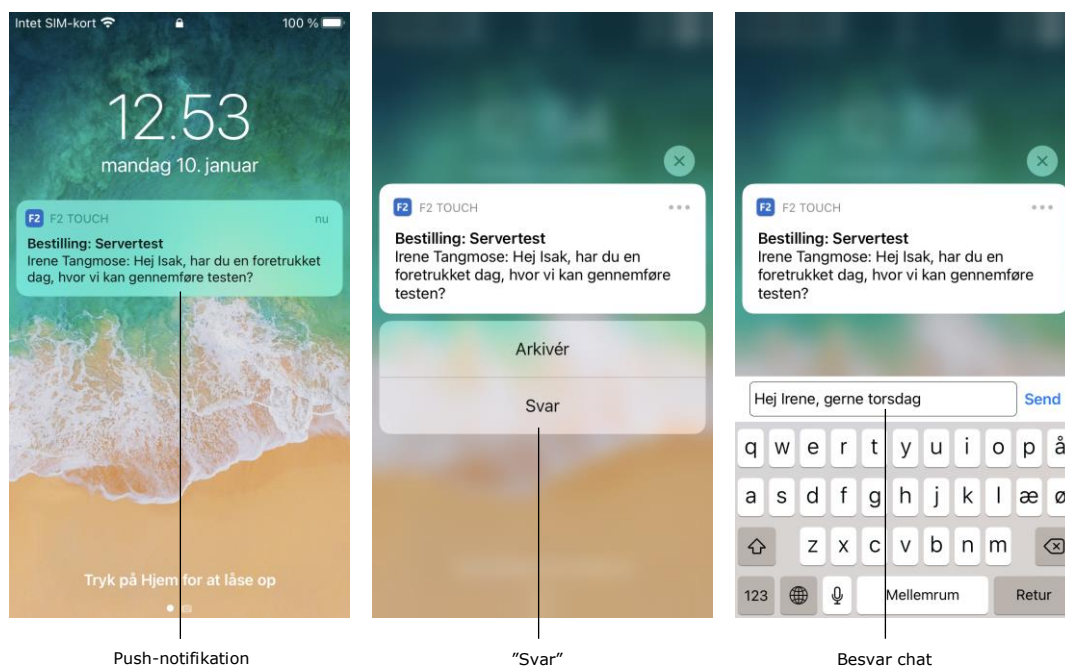 Intet SIM-kort
100 %
12.53
mandag 10. januar
F2 F2 TOUCH nu
Bestilling: Servertest
Irene Tangmose: Hej Isak, har du en foretrukket
dag, hvor vi kan gennemføre testen?
Tryk på Hjem for at låse op
Push-notifikation
F2 F2 TOUCH
Bestilling: Servertest
Irene Tangmose: Hej Isak, har du en
foretrukket dag, hvor vi kan gennemføre
testen?
Arkivér
Svar
”Svar”
F2 F2 TOUCH
Bestilling: Servertest
Irene Tangmose: Hej Isak, har du en
foretrukket dag, hvor vi kan gennemføre
testen?
Hej Irene, gerne torsdag Send
q w e r t y u i o p å
a s d f g h j k l æ ø
z x c v b n m
123 Mellemrum Retur
Besvar chat